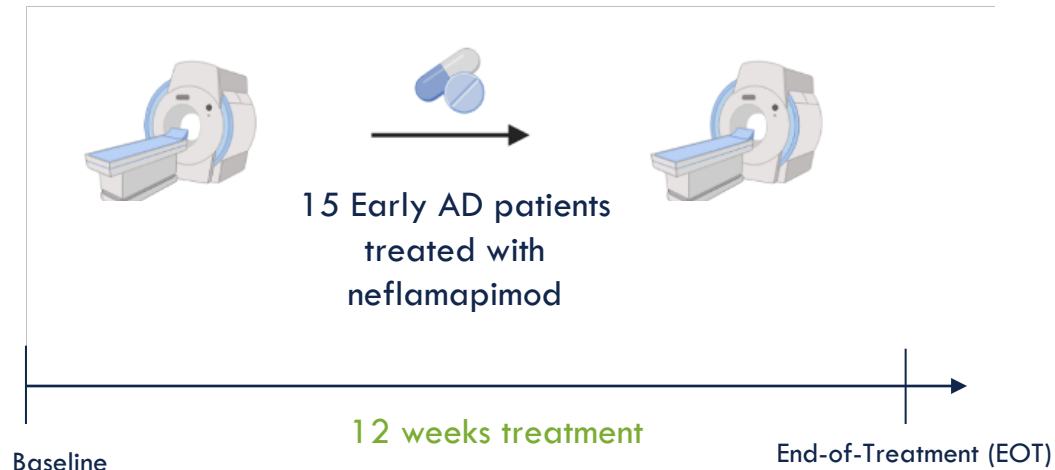 15 Early AD patients
treated with
neflamapimod
12 weeks treatment
Baseline
End-of-Treatment (EOT)